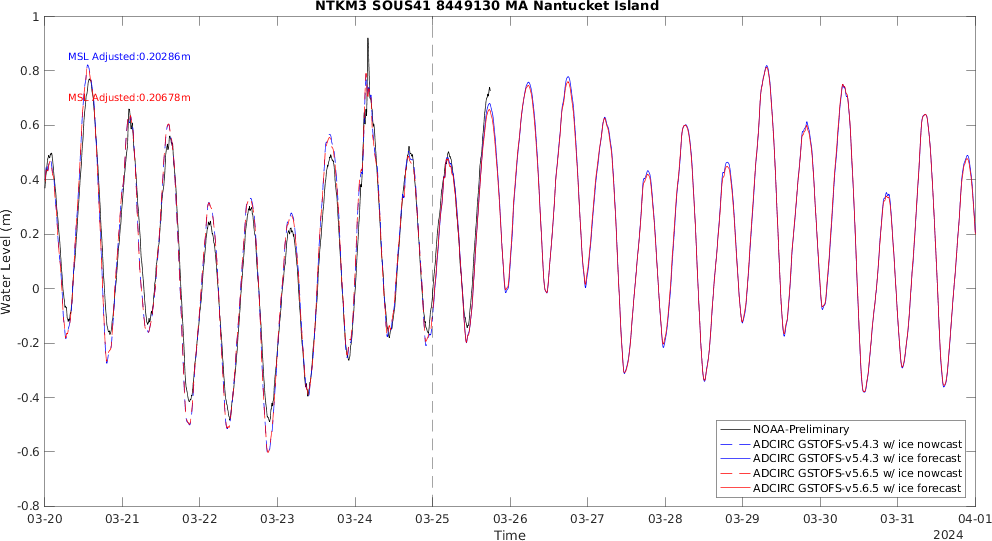 NTKM3 SOUS41 8449130 MA Nantucket Island
MSL Adjusted:0.20286m
MSL Adjusted:0.20678m
Water Level (m)
1
0.8
0.6
0.4
0.2
0
-0.2
-0.4
-0.6
-0.8
NOAA-Preliminary
ADCIRC GSTOFS-v5.4.3 w/ ice nowcast
ADCIRC GSTOFS-v5.4.3 w/ ice forecast
ADCIRC GSTOFS-v5.6.5 w/ ice nowcast
ADCIRC GSTOFS-v5.6.5 w/ ice forecast
03-20 03-21 03-22 03-23 03-24 03-25 03-26 03-27 03-28 03-29 03-30 03-31 04-01
Time
2024